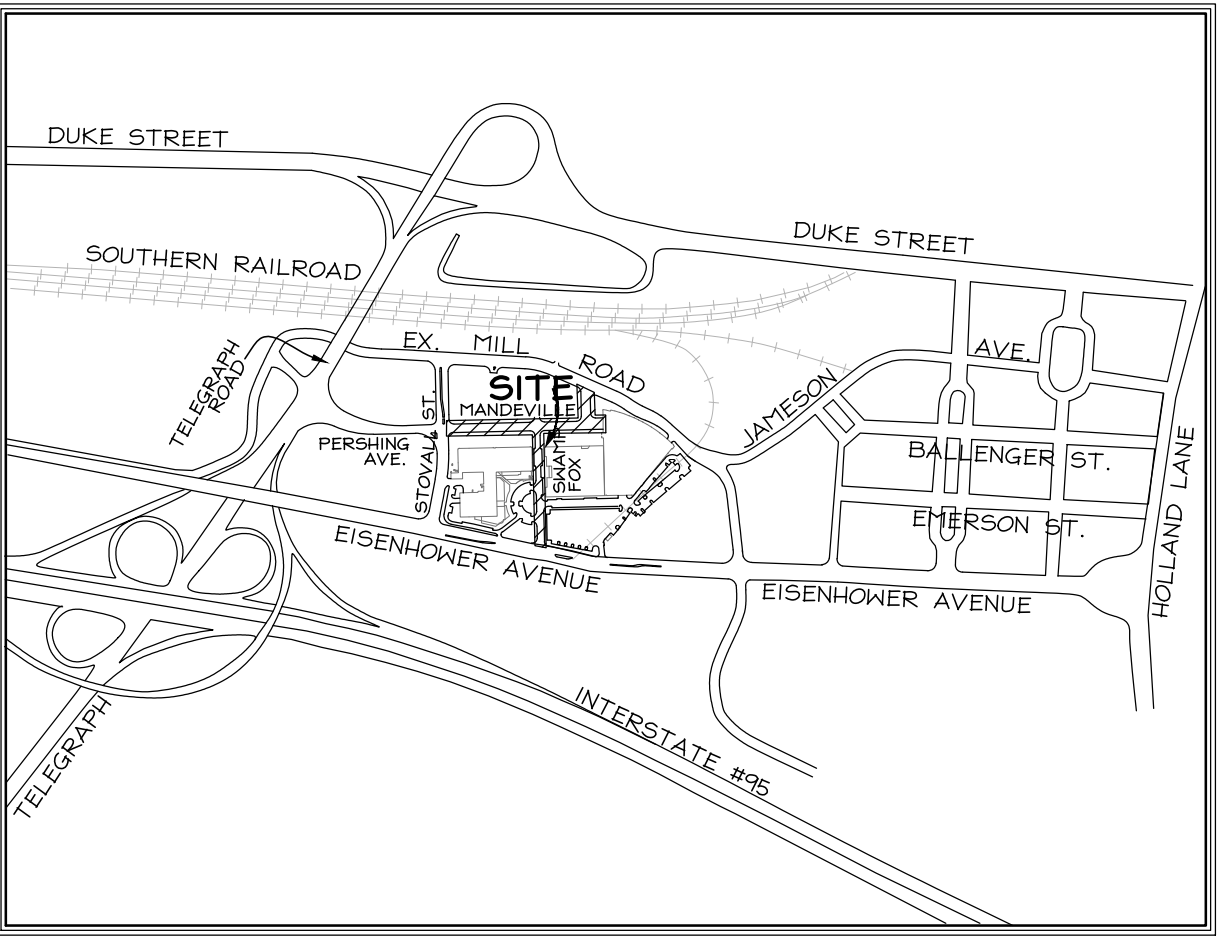 DUKE STREET
DUKE STREET
SOUTHERN RAILROAD
TELEGRAPH
ROAD
EX. MILL ROAD
SITE
MANDEVILLE
SWAMP
FOX
STOVALL ST.
PERSHING
AVE.
JAMESON AVE.
BALLENGER ST.
EMERSON ST.
HOLLAND LANE
EISENHOWER AVENUE
EISENHOWER AVENUE
INTERSTATE #95
TELEGRAPH